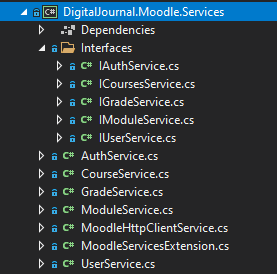 C# DigitalJournal.Moodle.Services
Dependencies
Interfaces
C# IAuthService.cs
C# ICoursesService.cs
C# IGradeService.cs
C# IModuleService.cs
C# IUserService.cs
C# AuthService.cs
C# CourseService.cs
C# GradeService.cs
C# ModuleService.cs
C# MoodleHttpClientService.cs
C# MoodleServicesExtension.cs
C# UserService.cs